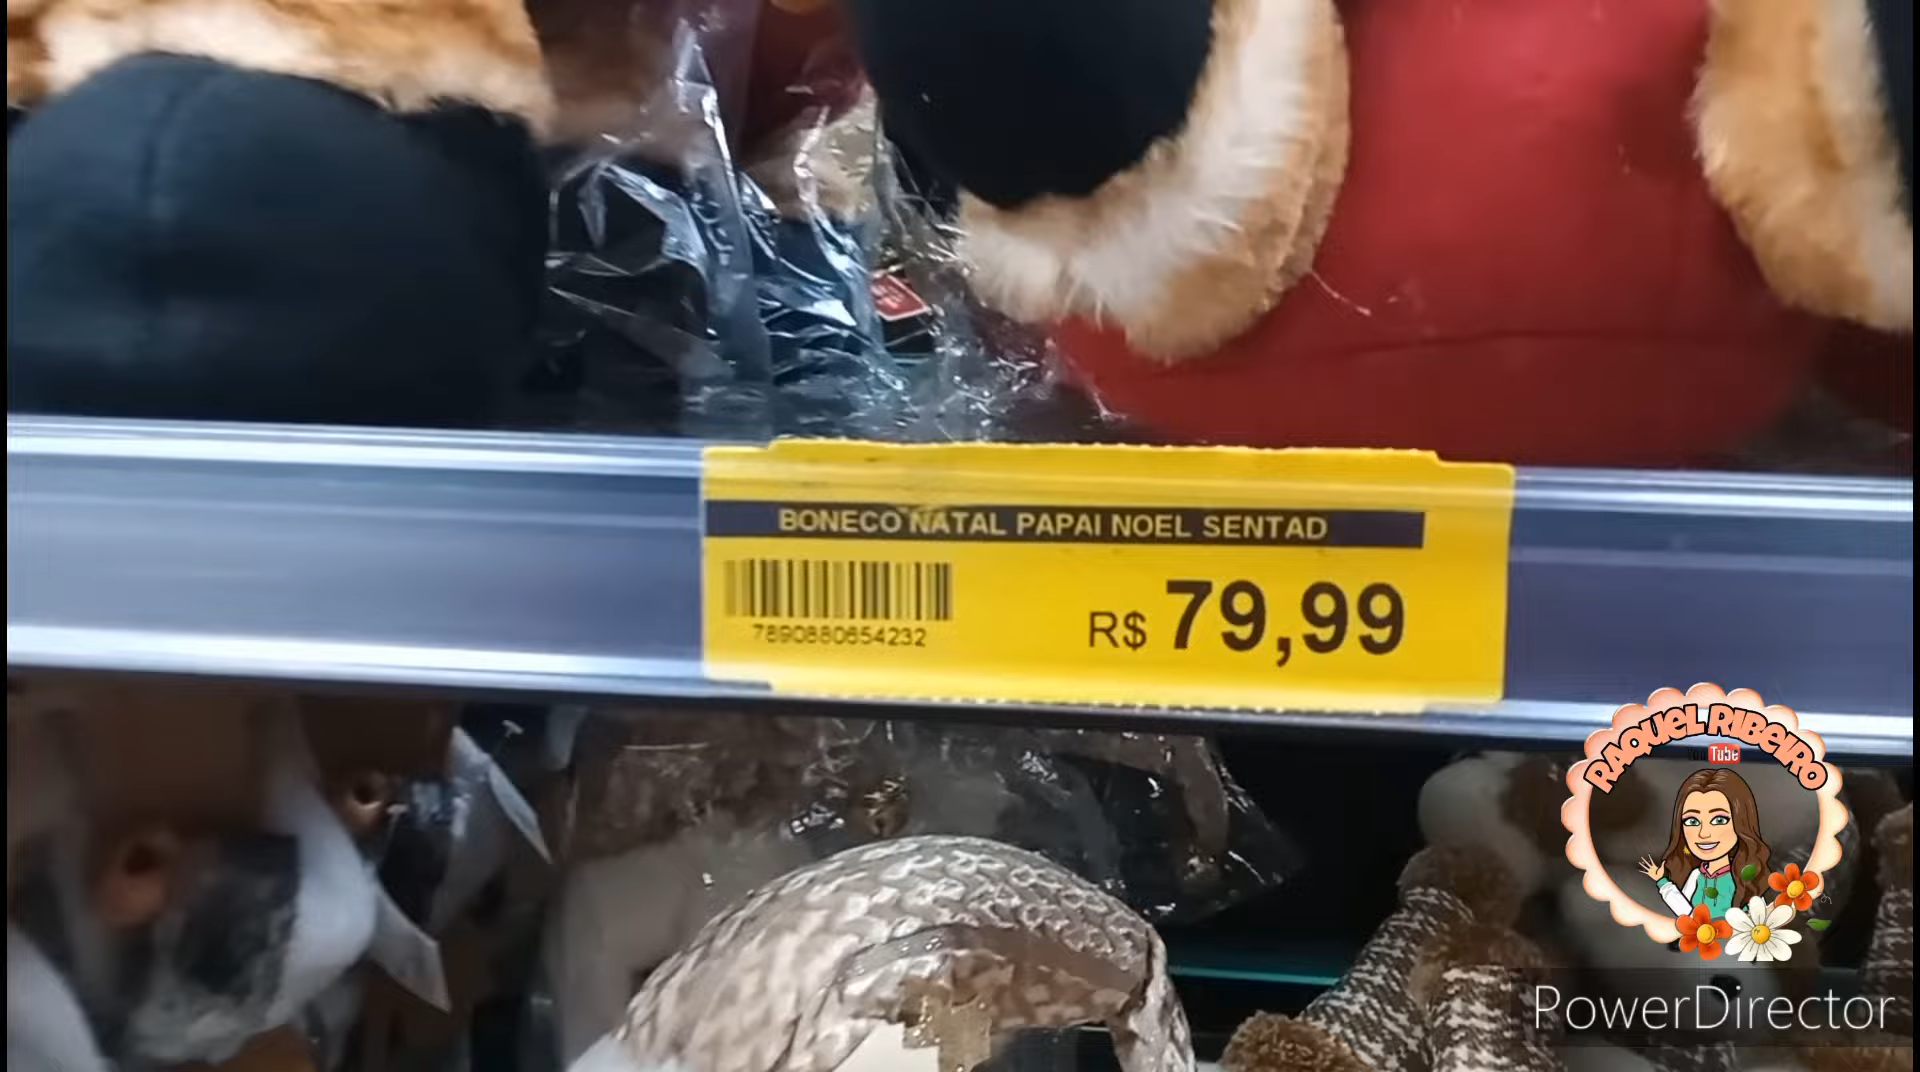 BONECO NATAL PAPAI NOEL SENTAD
7890880654232
R$ 79,99
RAQUEL RIBEIRO
Tube
PowerDirector